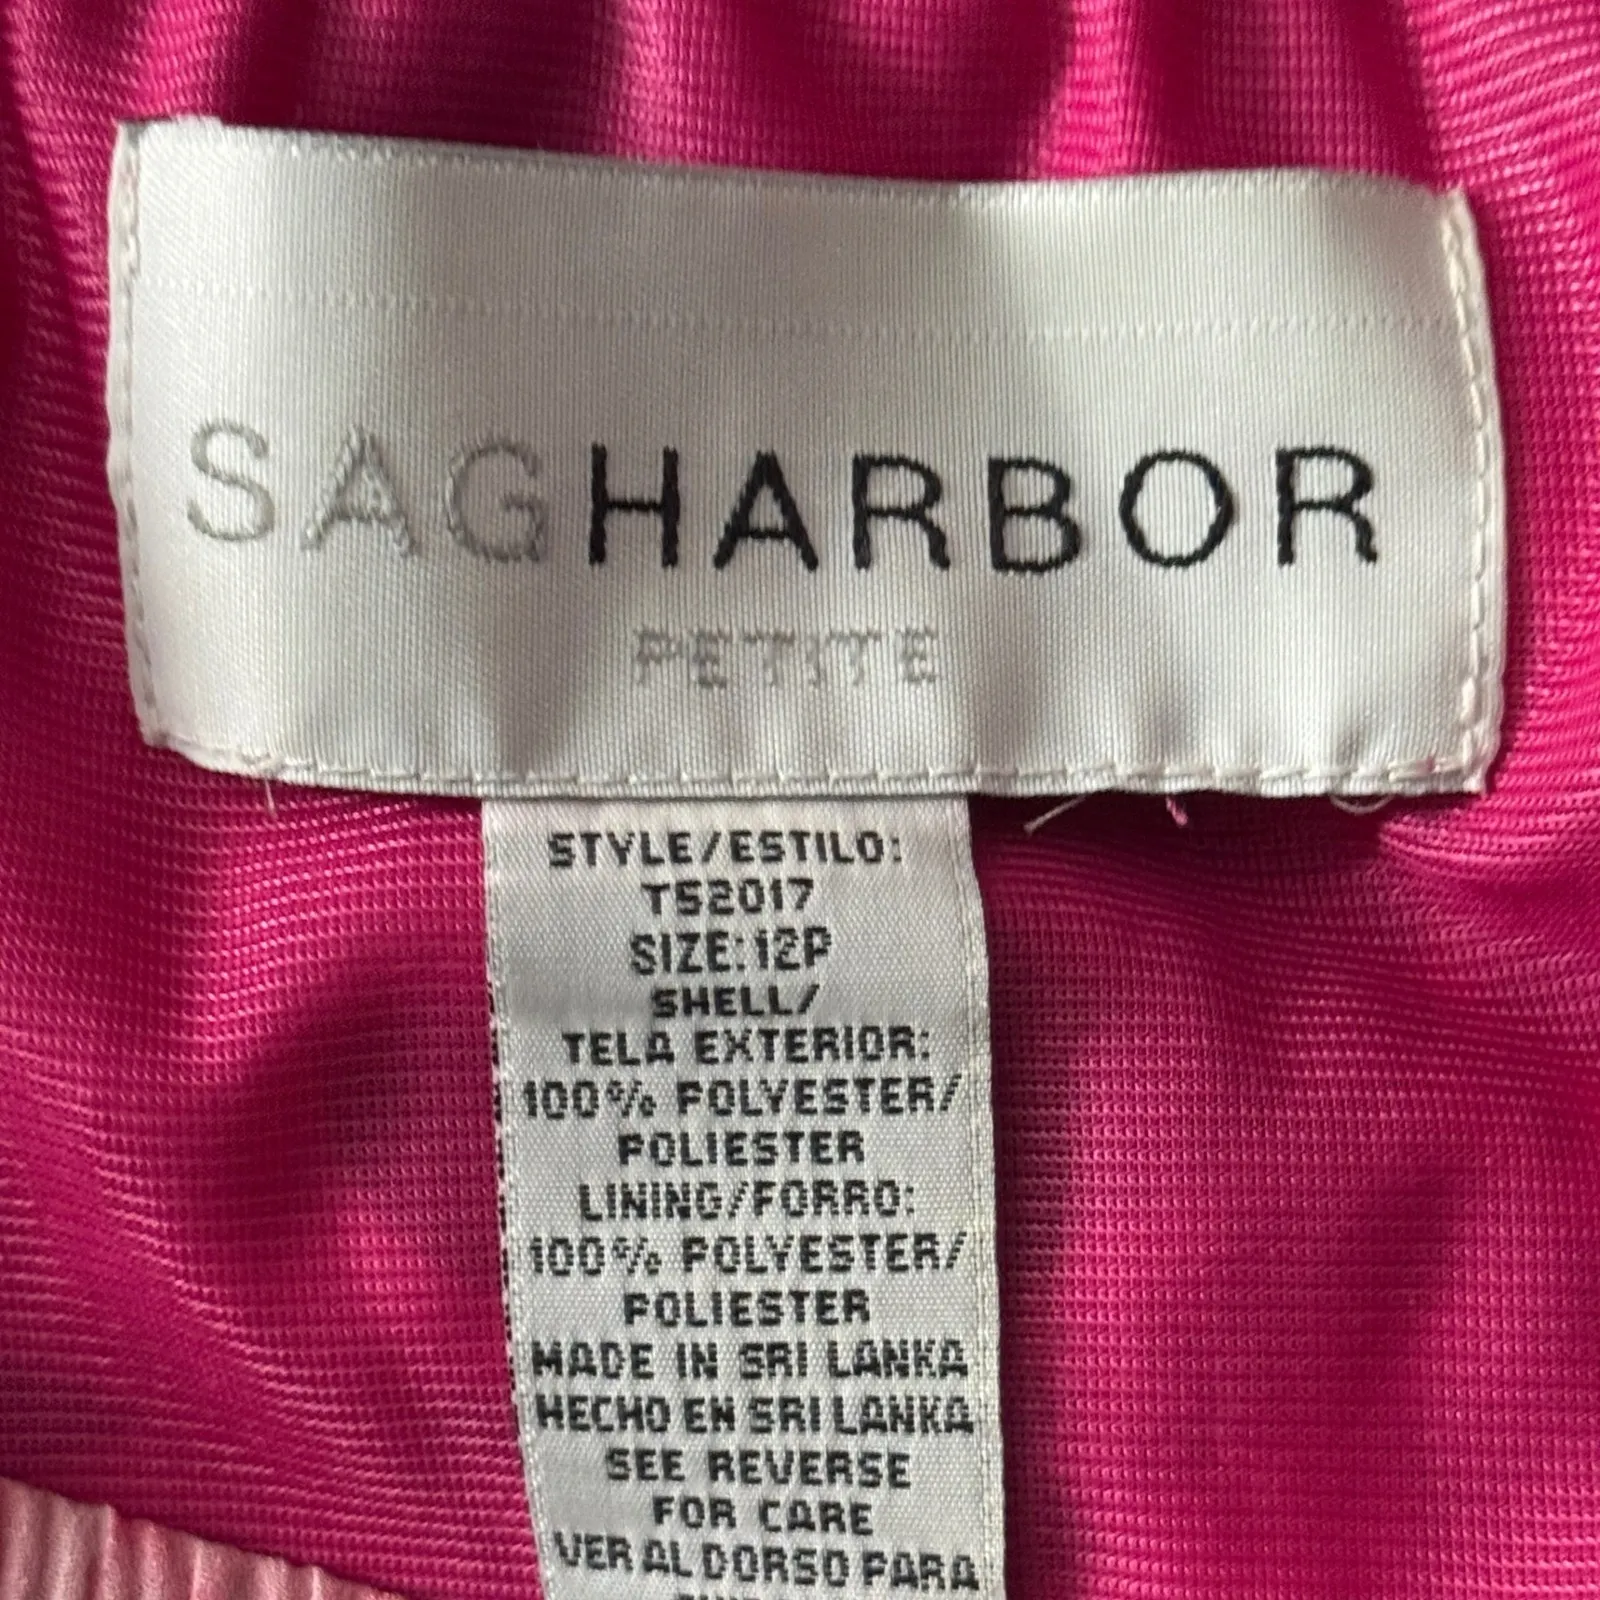 SAGHARBOR
PETITE
STYLE/ESTILO:
TS2017
SIZE:12P
SHELL/
TELA EXTERIOR:
100% POLYESTER/
POLIESTER
LINING/FORRO:
100% POLYESTER/
POLIESTER
MADE IN SRI LANKA
HECHO EN SRI LANKA
SEE REVERSE
FOR CARE
VER AL DORSO PARA